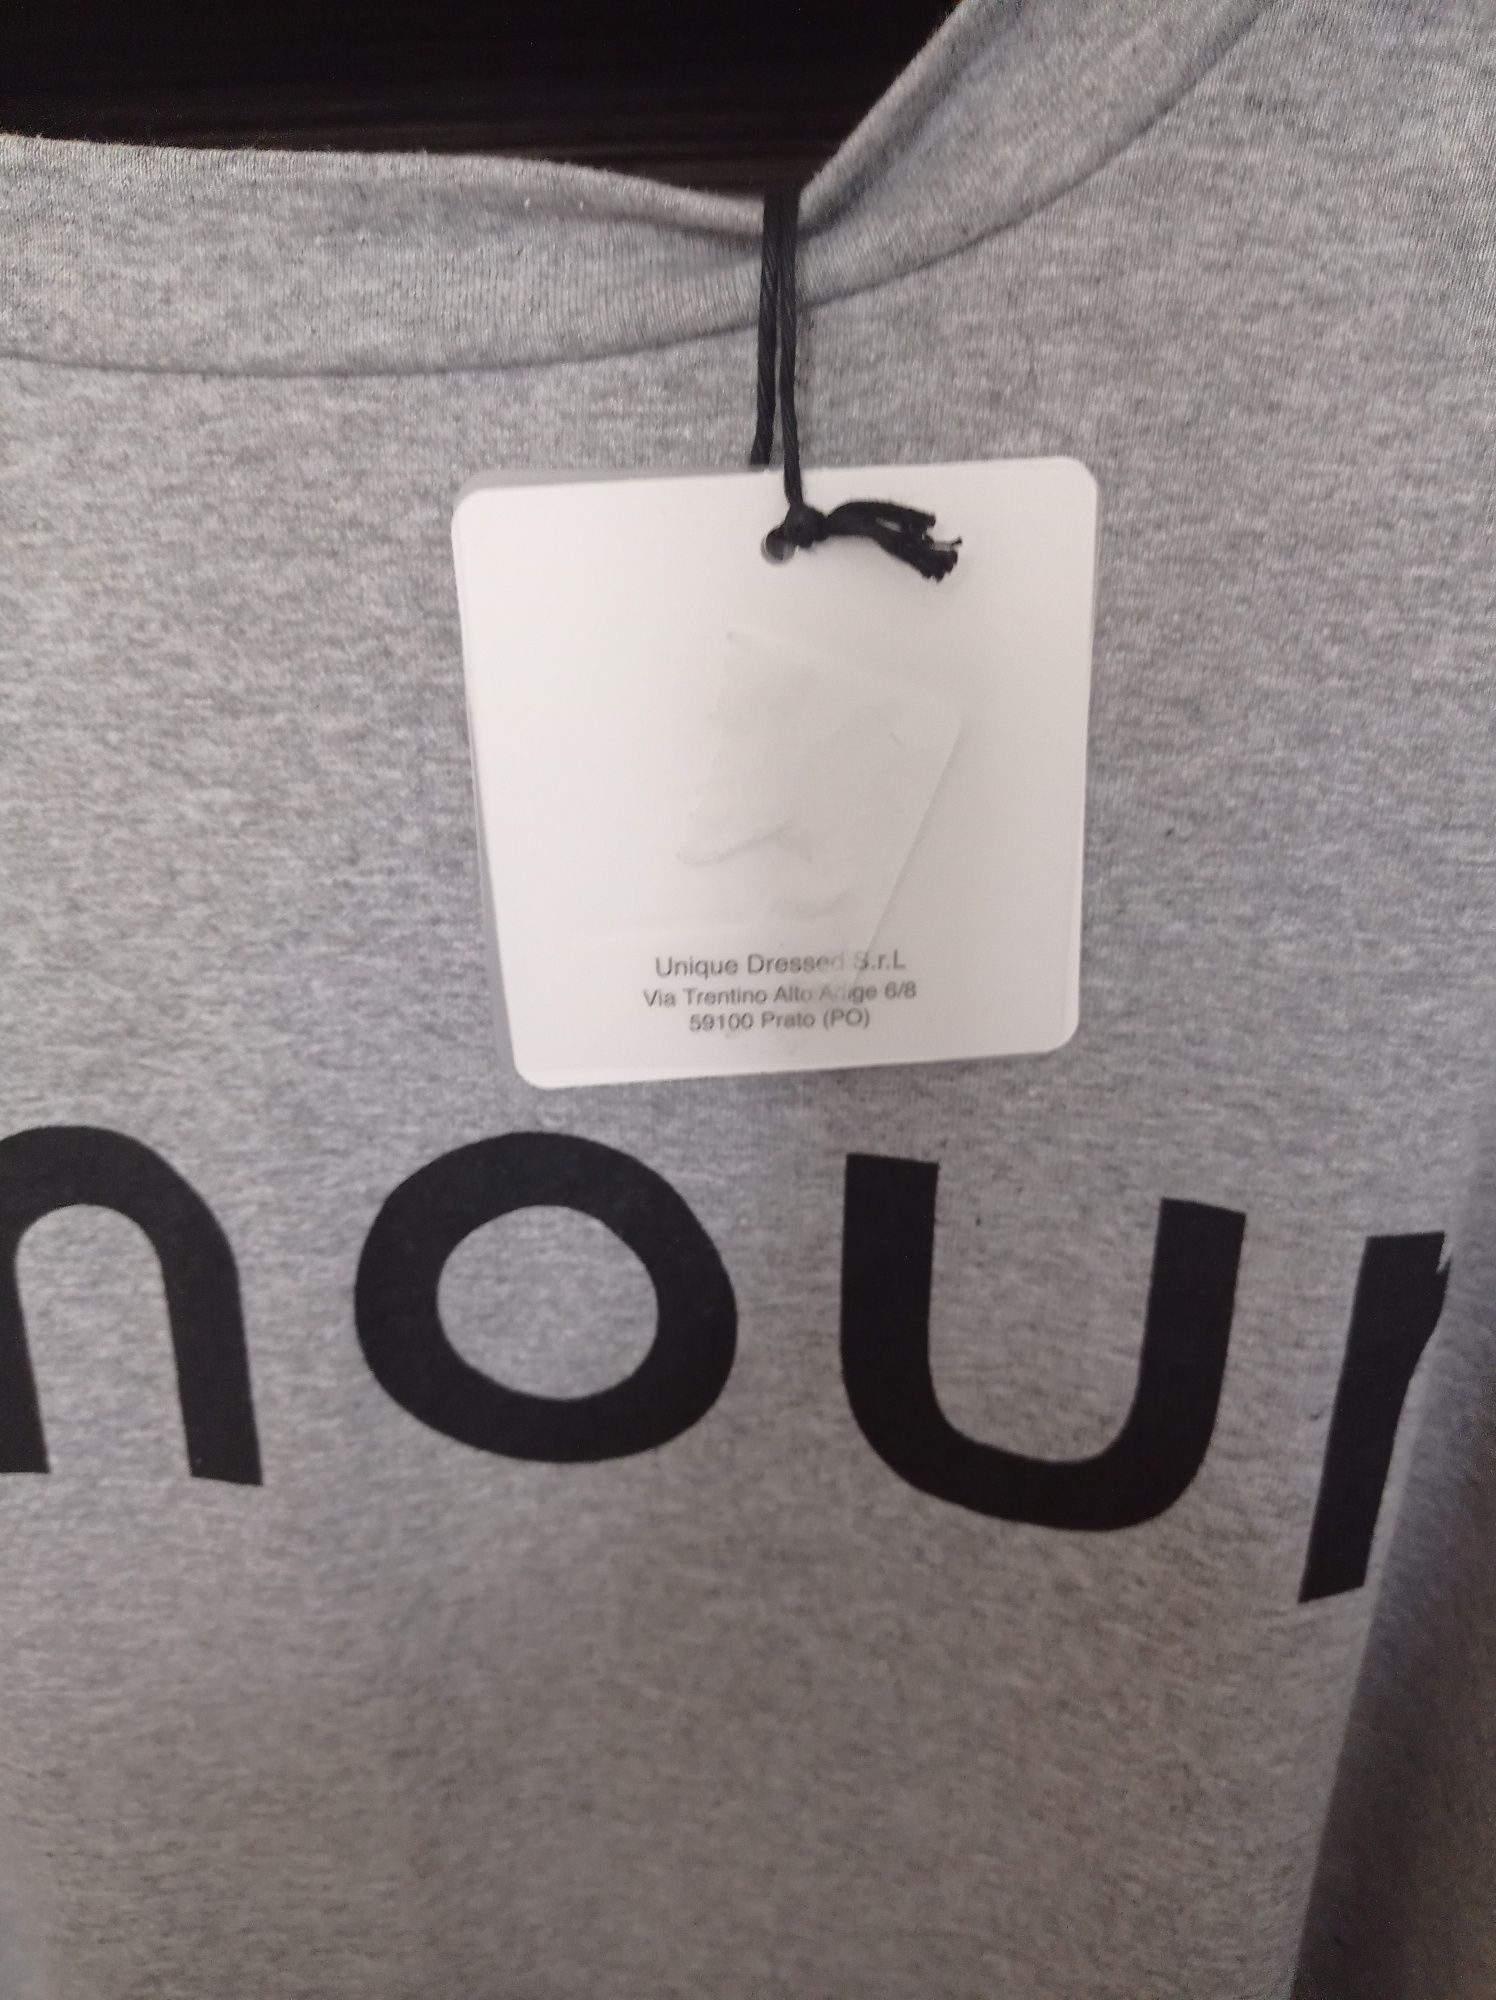 Unique Dressed S.r.L
Via Trentino Alto Adige 6/8
59100 Prato (PO)
mour